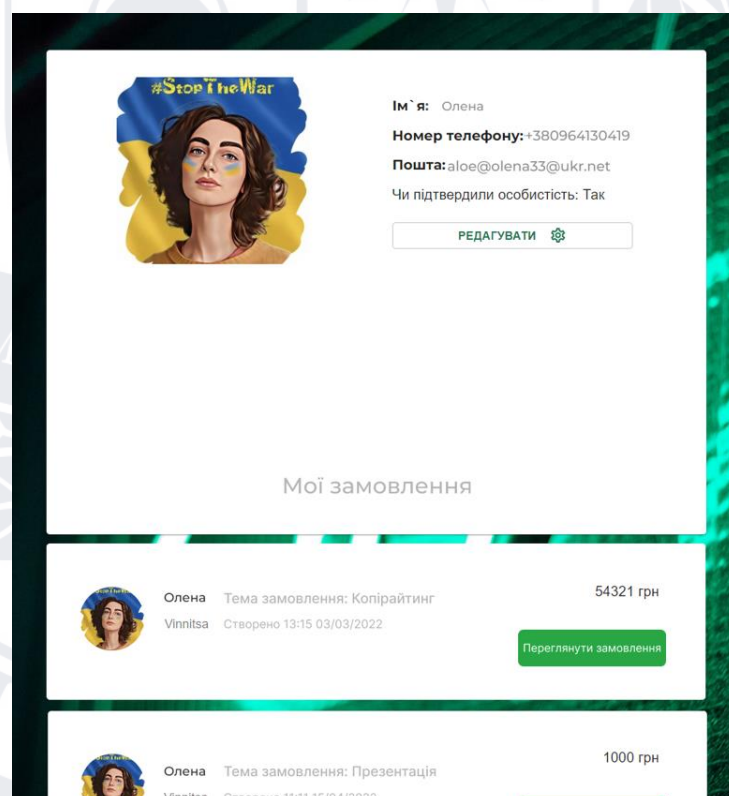 #StopTheWar
Ім`я: Олена
Номер телефону:+380964130419
Пошта:aloe@olena33@ukr.net
Чи підтвердили особистість: Так
РЕДАГУВАТИ
Мої замовлення
54321 грн
Олена Тема замовлення: Копірайтинг
Vinnitsa Створено 13:15 03/03/2022
Переглянути замовлення
1000 грн
Олена Тема замовлення: Презентація